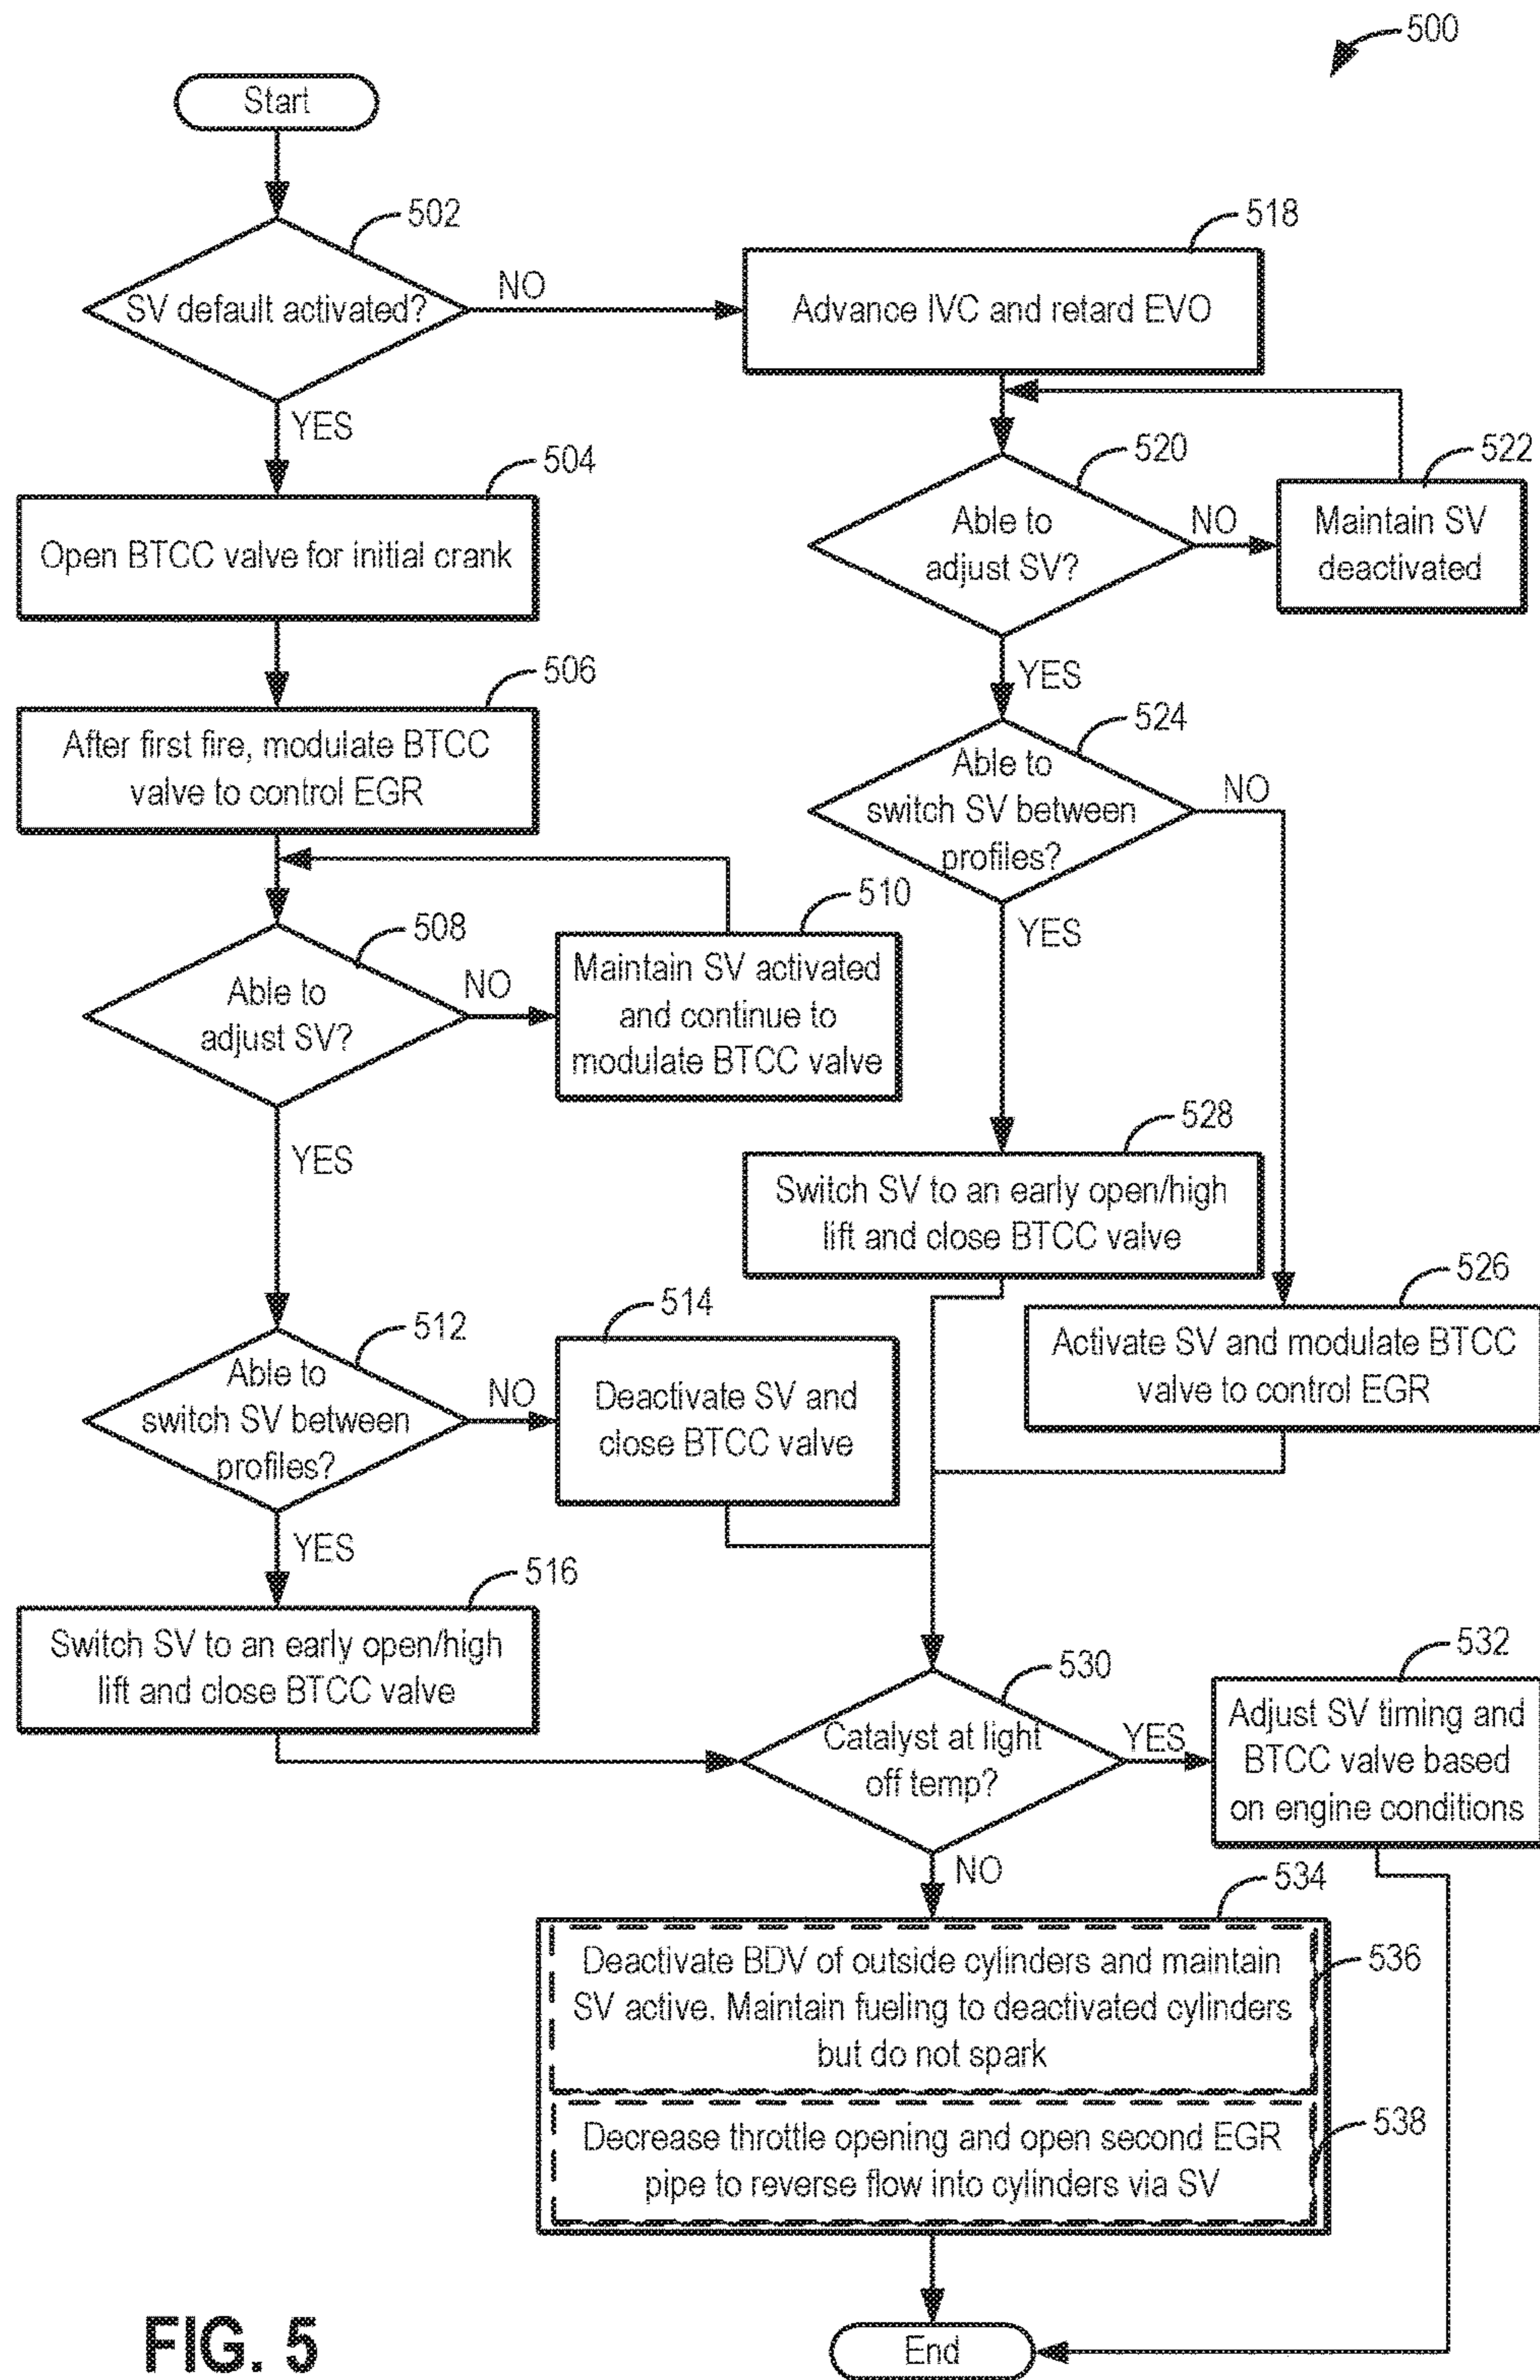 500
Start
502
SV default activated?
NO
YES
518
Advance IVC and retard EVO
504
Open BTCC valve for initial crank
520
Able to
adjust SV?
NO
YES
522
Maintain SV
deactivated
506
After first fire, modulate BTCC
valve to control EGR
524
Able to
switch SV between
profiles?
NO
YES
508
Able to
adjust SV?
NO
YES
510
Maintain SV activated
and continue to
modulate BTCC valve
528
Switch SV to an early open/high
lift and close BTCC valve
526
Activate SV and modulate BTCC
valve to control EGR
512
Able to
switch SV between
profiles?
NO
YES
514
Deactivate SV and
close BTCC valve
516
Switch SV to an early open/high
lift and close BTCC valve
530
Catalyst at light
off temp?
YES
NO
532
Adjust SV timing and
BTCC valve based
on engine conditions
534
536
Deactivate BDV of outside cylinders and maintain
SV active. Maintain fueling to deactivated cylinders
but do not spark
538
Decrease throttle opening and open second EGR
pipe to reverse flow into cylinders via SV
End
FIG. 5